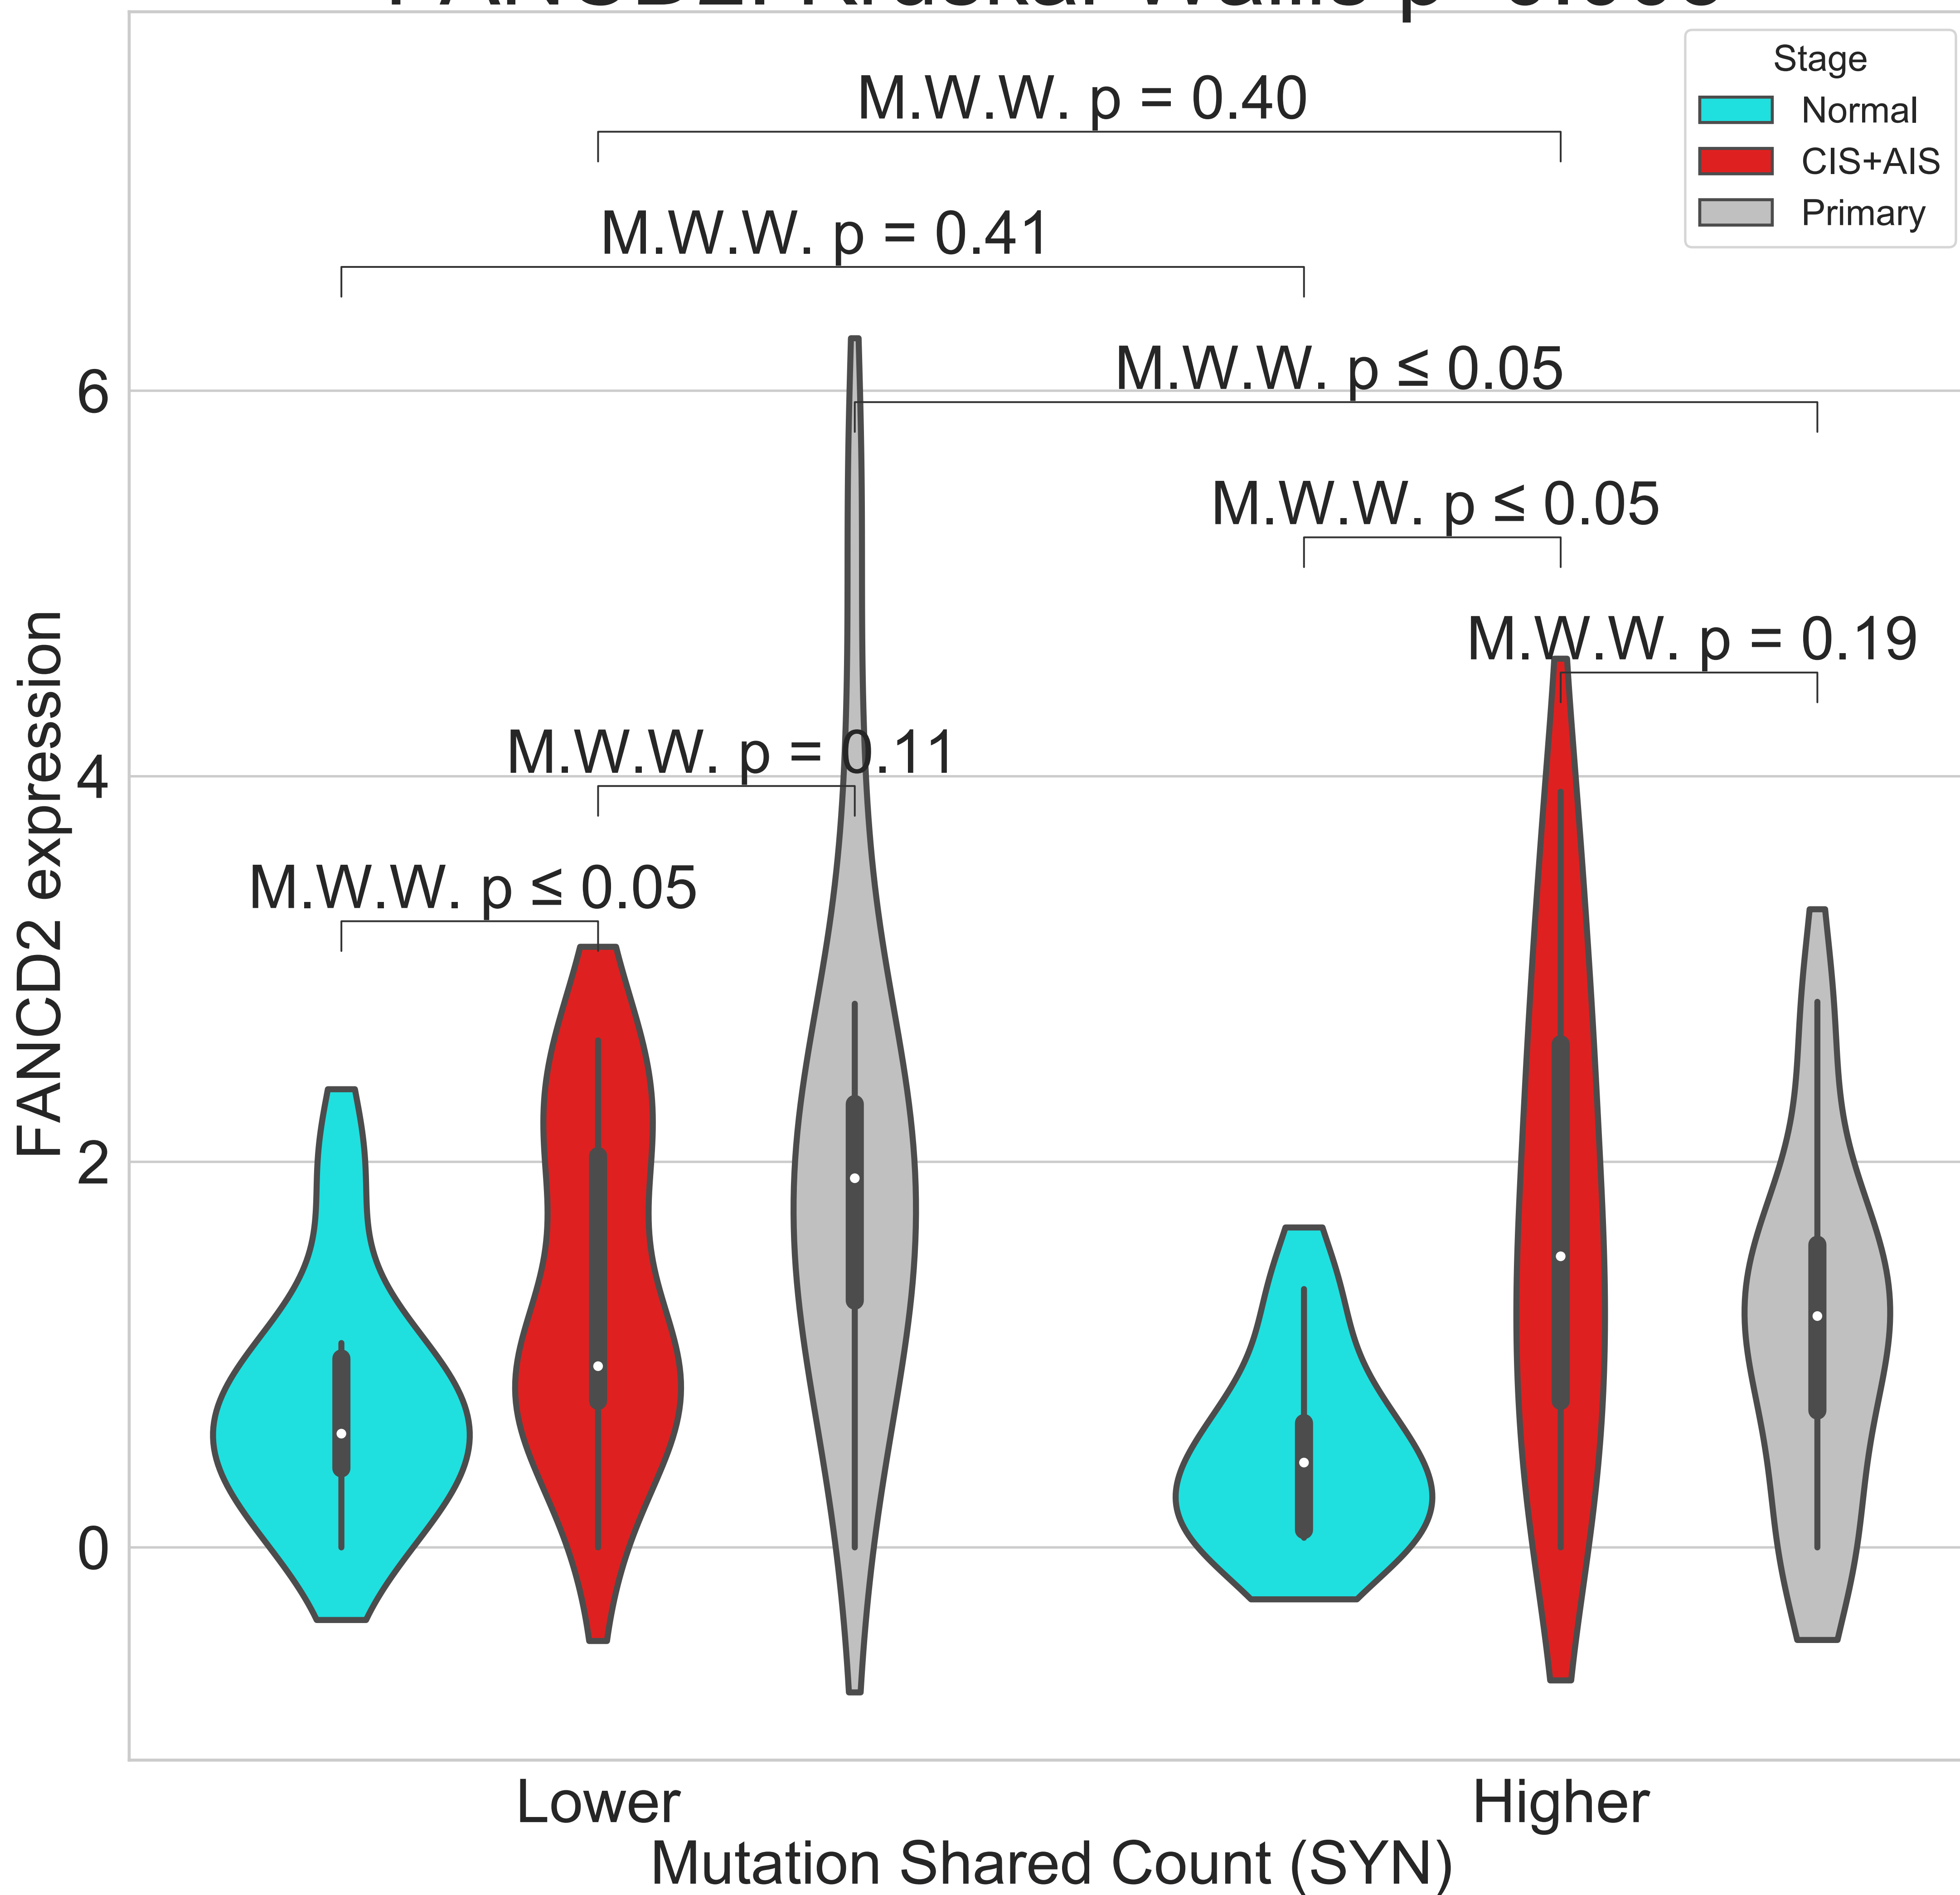 Stage
Normal
CIS+AIS
Primary
M.W.W. p = 0.40
M.W.W. p = 0.41
M.W.W. p ≤ 0.05
M.W.W. p ≤ 0.05
M.W.W. p = 0.19
M.W.W. p = 0.11
M.W.W. p ≤ 0.05
FANCD2 expression
6
4
2
0
Lower
Higher
Mutation Shared Count (SYN)